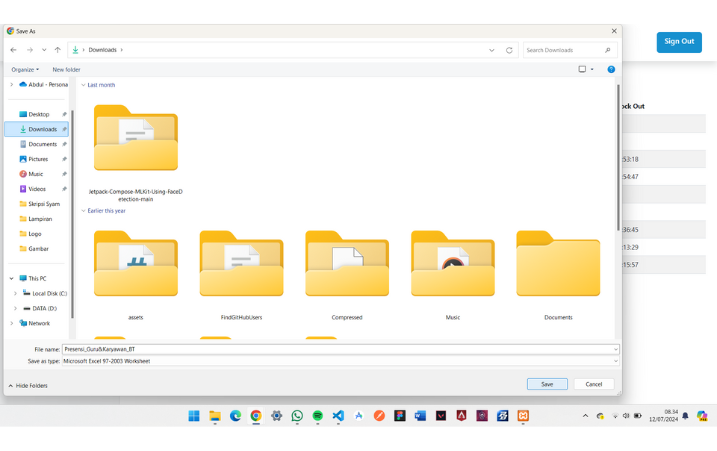 Save As
Sign Out
Downloads
Search Downloads
Organize
New folder
Abdul - Persona
Last month
ock Out
Desktop
Downloads
Documents
Pictures
Music
Videos
Skripsi Syam
Lampiran
Logo
Gambar
This PC
Local Disk (C:)
DATA (D:)
Network
:53:18
:54:47
:36:45
:13:29
:15:57
Jetpack-Compose-MLKit-Using-FaceD
etection-main
Earlier this year
assets
FindGitHubUsers
Compressed
Music
Documents
File name: Presensi_Guru&Karyawan_BT
Save as type: Microsoft Excel 97-2003 Worksheet
Hide Folders
Save
Cancel
08.34
12/07/2024